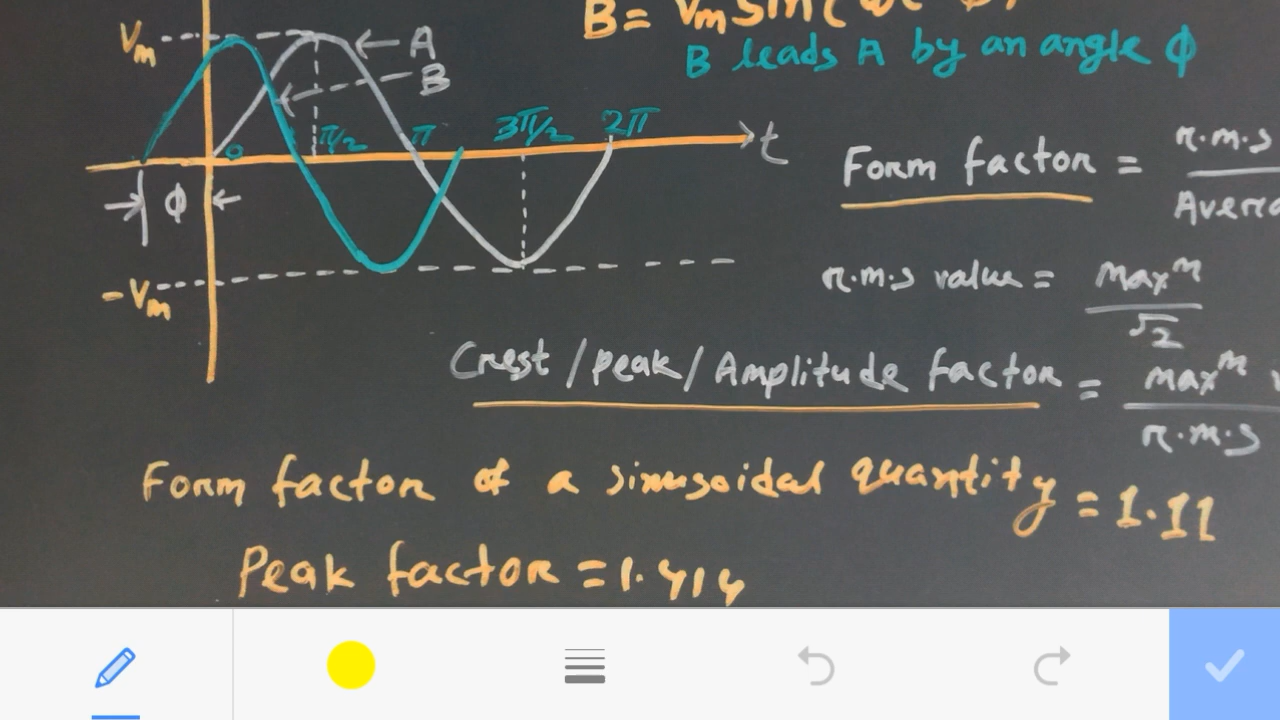 B = Vm sin(ωt
B leads A by an angle ϕ
Vm
A
B
0 π/2 π 3π/2 2π
t
ϕ
-Vm
Form factor = r.m.s
r.m.s value = maxᵐ / √2
Crest / peak / Amplitude factor = maxᵐ / r.m.s
Form factor of a sinusoidal quantity = 1.11
Peak factor = 1.414